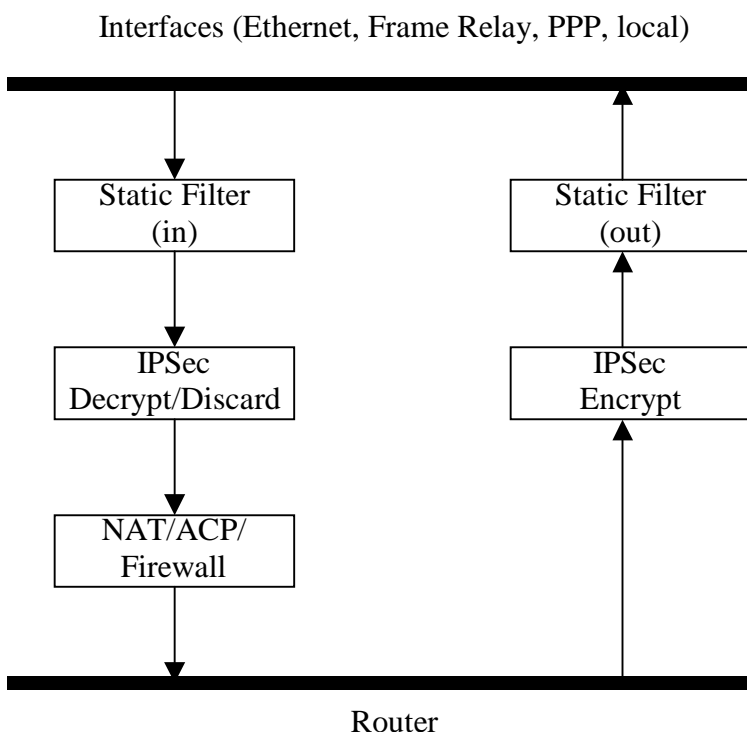 Interfaces (Ethernet, Frame Relay, PPP, local)
Static Filter
(in)
Static Filter
(out)
IPSec
Decrypt/Discard
IPSec
Encrypt
NAT/ACP/
Firewall
Router